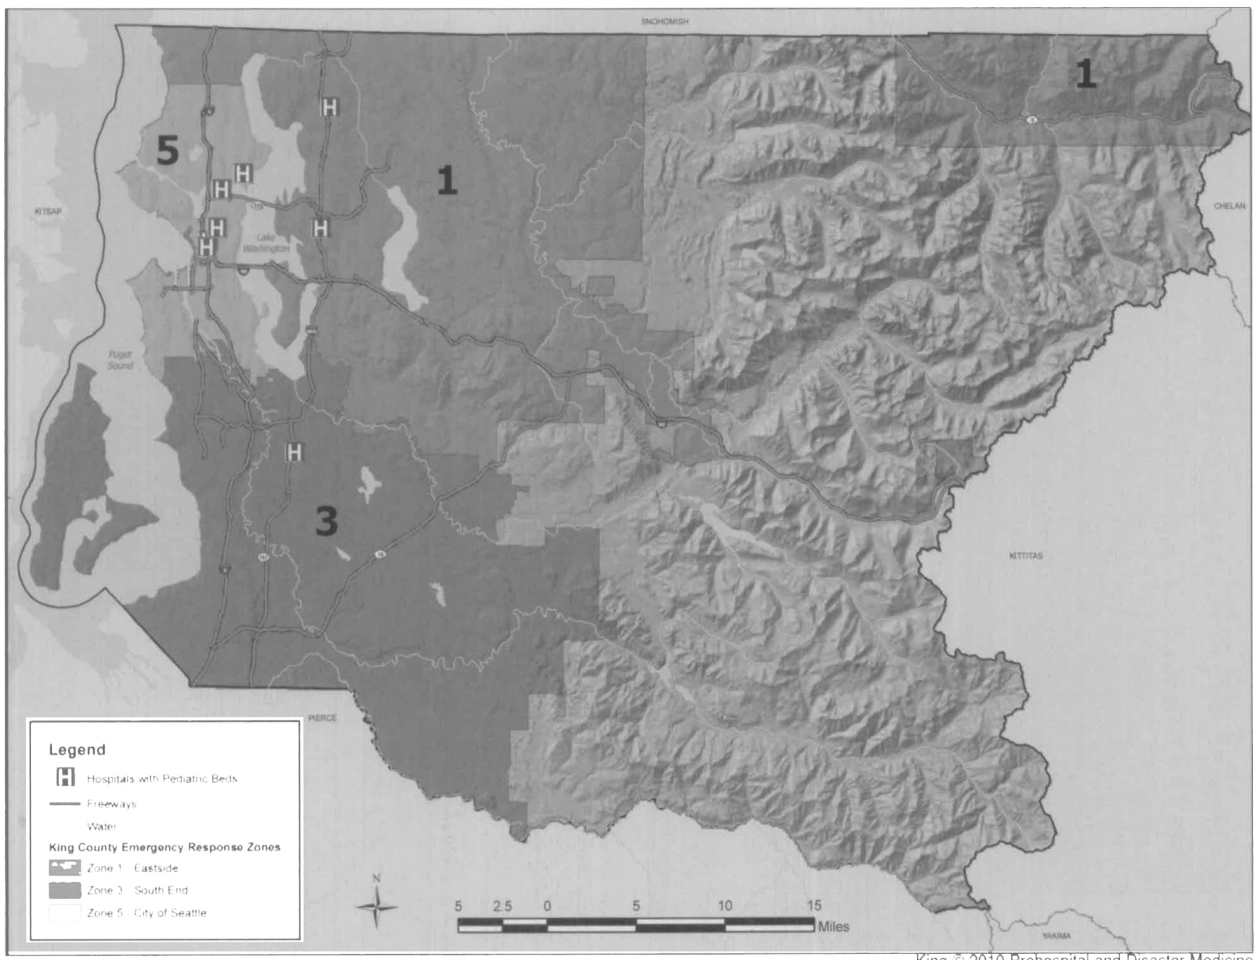 SNOHOMISH
1
H
5
H
H
1
KITSAP
CHELAN
H
H
H
Lake
Washington
Puget
Sound
H
3
KITTITAS
PIERCE
Legend
H Hospitals with Pediatric Beds
Freeways
Water
King County Emergency Response Zones
Zone 1 Eastside
Zone 3 South End
Zone 5 City of Seattle
N
5 2.5 0 5 10 15
Miles
YAKIMA
King © 2010 Prehospital and Disaster Medicine